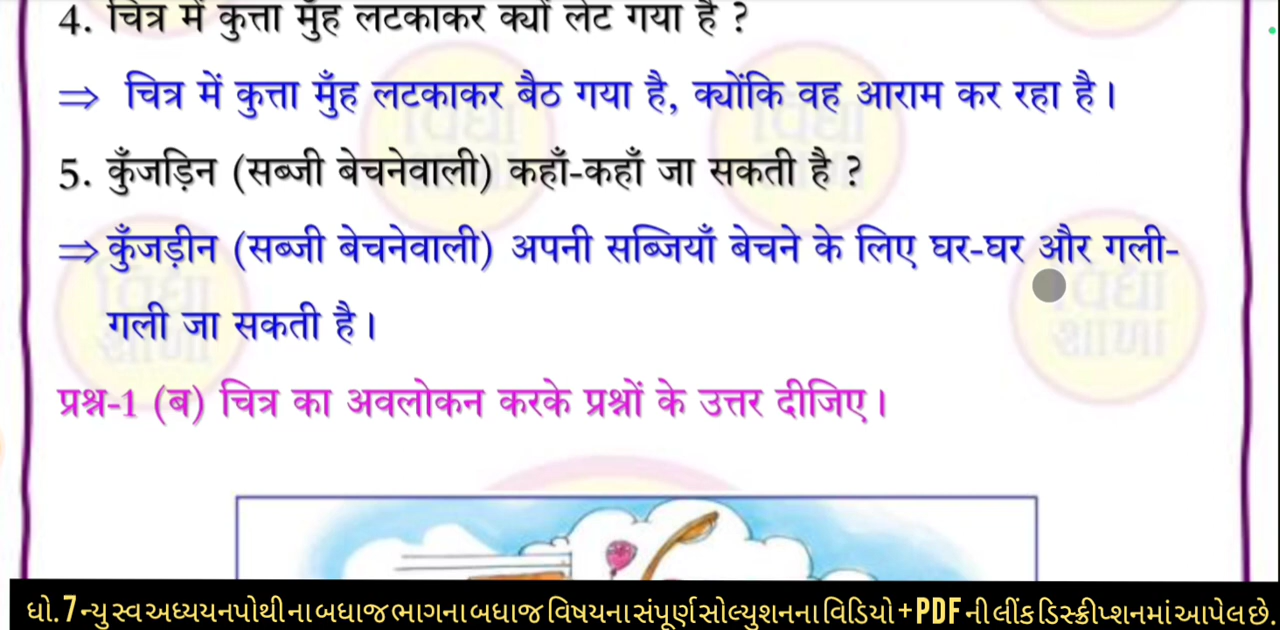 4. चित्र में कुत्ता मुँह लटकाकर क्यों लेट गया है ?
⇒ चित्र में कुत्ता मुँह लटकाकर बैठ गया है, क्योंकि वह आराम कर रहा है।
5. कुँजड़िन (सब्जी बेचनेवाली) कहाँ-कहाँ जा सकती है ?
⇒ कुँजड़ीन (सब्जी बेचनेवाली) अपनी सब्जियाँ बेचने के लिए घर-घर और गली-
गली जा सकती है।
प्रश्न-1 (ब) चित्र का अवलोकन करके प्रश्नों के उत्तर दीजिए।
ધો. 7 ન્યુ સ્વઅધ્યયનપોથી ના બધાજ ભાગના બધાજ વિષયના સંપૂર્ણ સોલ્યુશનના વિડિયો + PDF ની લીંક ડિસ્ક્રીપ્શનમાં આપેલ છે.